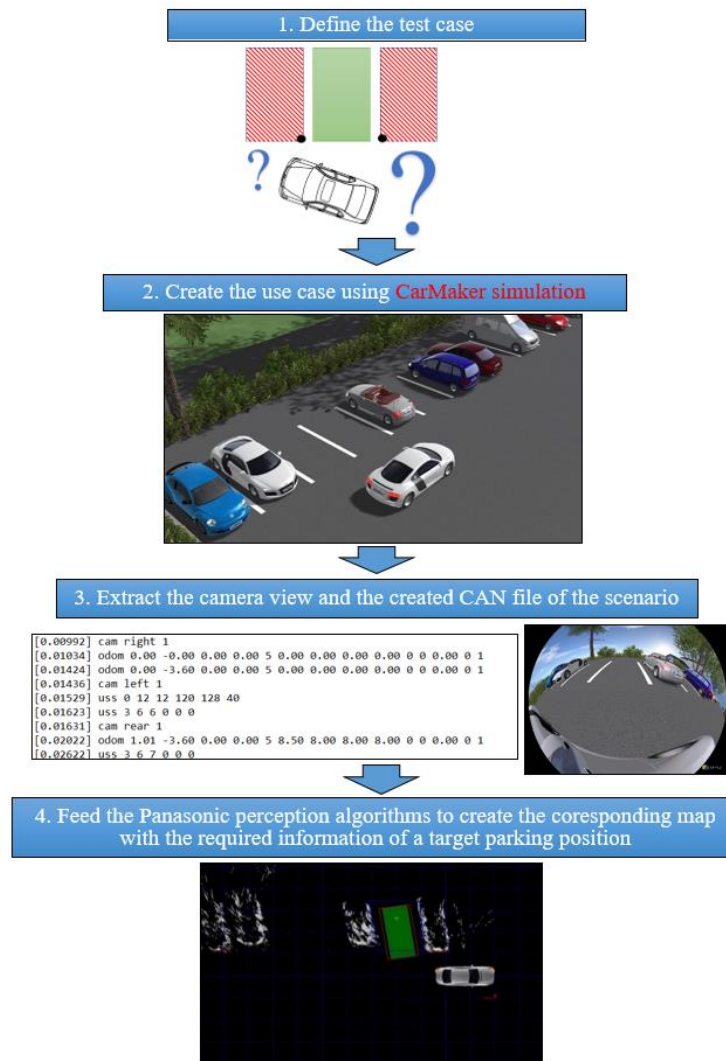 1. Define the test case
?
?
2. Create the use case using CarMaker simulation
3. Extract the camera view and the created CAN file of the scenario
[0.00992] cam right 1
[0.01034] odom 0.00 -0.00 0.00 0.00 5 0.00 0.00 0.00 0.00 0 0 0.00 0 1
[0.01424] odom 0.00 -3.60 0.00 0.00 5 0.00 0.00 0.00 0.00 0 0 0.00 0 1
[0.01436] cam left 1
[0.01529] uss 0 12 12 120 128 40
[0.01623] uss 3 6 6 0 0 0
[0.01631] cam rear 1
[0.02022] odom 1.01 -3.60 0.00 0.00 5 8.50 8.00 8.00 8.00 0 0 0.00 0 1
[0.02622] uss 3 6 7 0 0 0
4. Feed the Panasonic perception algorithms to create the coresponding map
with the required information of a target parking position